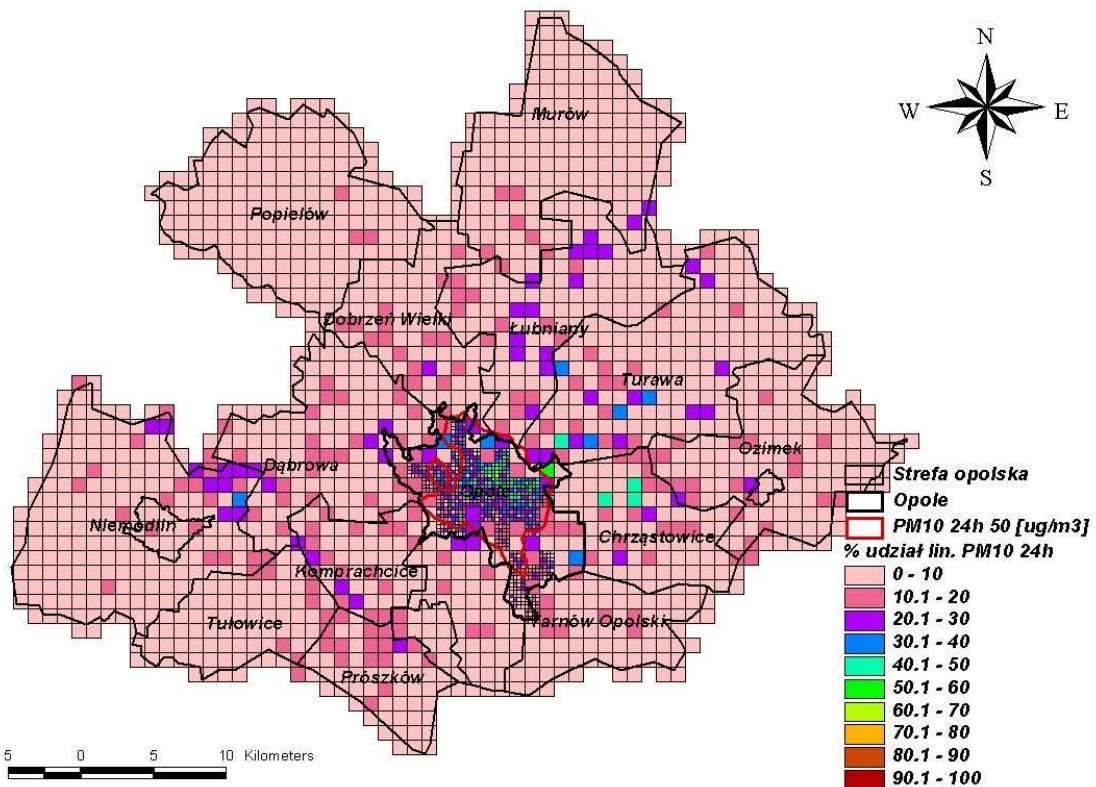 N
W
E
S
Murów
Popielów
Dobrzeń Wielki
Łubniany
Turawa
Ozimek
Dąbrowa
Opole
Niemodlin
Chrząstowice
Komprachcice
Tułowice
Tarnów Opolski
Prószków
Strefa opolska
Opole
PM10 24h 50 [ug/m3]
% udział lin. PM10 24h
0 - 10
10.1 - 20
20.1 - 30
30.1 - 40
40.1 - 50
50.1 - 60
60.1 - 70
70.1 - 80
80.1 - 90
90.1 - 100
5 0 5 10 Kilometers